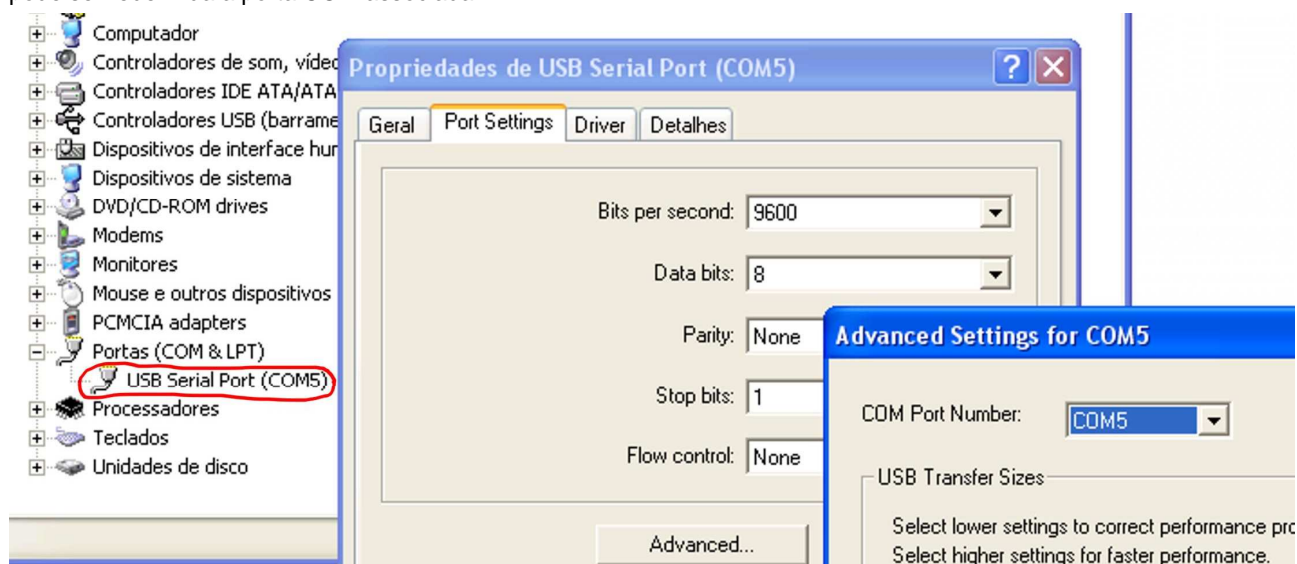 Computador
Controladores de som, vídeo
Controladores IDE ATA/ATA
Controladores USB (barrame
Dispositivos de interface hur
Dispositivos de sistema
DVD/CD-ROM drives
Modems
Monitores
Mouse e outros dispositivos
PCMCIA adapters
Portas (COM & LPT)
USB Serial Port (COM5)
Processadores
Teclados
Unidades de disco
Propriedades de USB Serial Port (COM5)
Geral Port Settings Driver Detalhes
Bits per second: 9600
Data bits: 8
Parity: None
Stop bits: 1
Flow control: None
Advanced...
Advanced Settings for COM5
COM Port Number: COM5
USB Transfer Sizes
Select lower settings to correct performance pro
Select higher settings for faster performance.